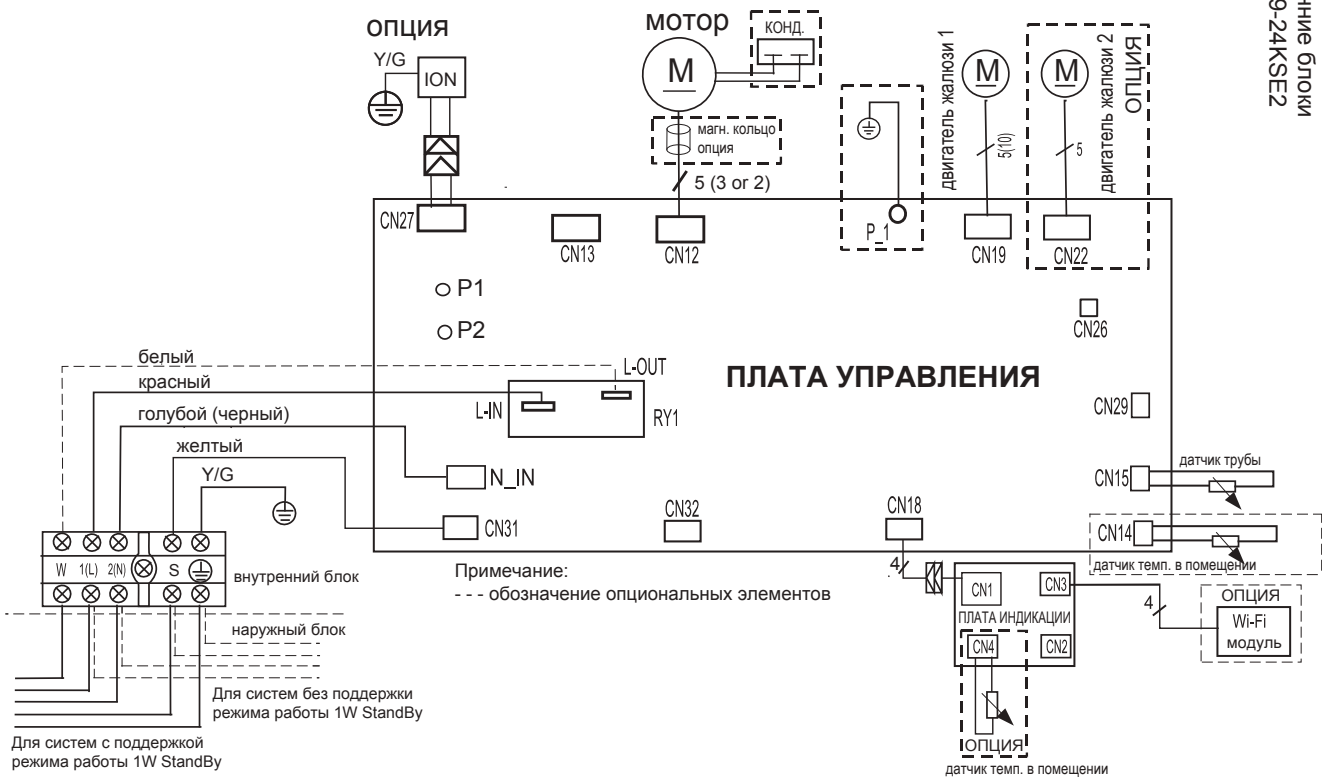 ОПЦИЯ
Y/G
ION
МОТОР
М
КОНД.
магн. кольцо
опция
5 (3 or 2)
P_1
двигатель жалюзи 1
М
5(10)
М
5
двигатель жалюзи 2
ОПЦИЯ
нние блоки
9-24KSE2
CN27
CN13
CN12
CN19
CN22
P1
P2
CN26
белый
L-OUT
красный
L-IN
RY1
ПЛАТА УПРАВЛЕНИЯ
CN29
голубой (черный)
желтый
N_IN
Y/G
CN15
датчик трубы
CN31
CN32
CN18
CN14
датчик темп. в помещении
W 1(L) 2(N) S
внутренний блок
Примечание:
- - - обозначение опциональных элементов
4
CN1
CN3
ПЛАТА ИНДИКАЦИИ
CN4
CN2
4
ОПЦИЯ
Wi-Fi
модуль
наружный блок
Для систем без поддержки
режима работы 1W StandBy
ОПЦИЯ
датчик темп. в помещении
Для систем с поддержкой
режима работы 1W StandBy